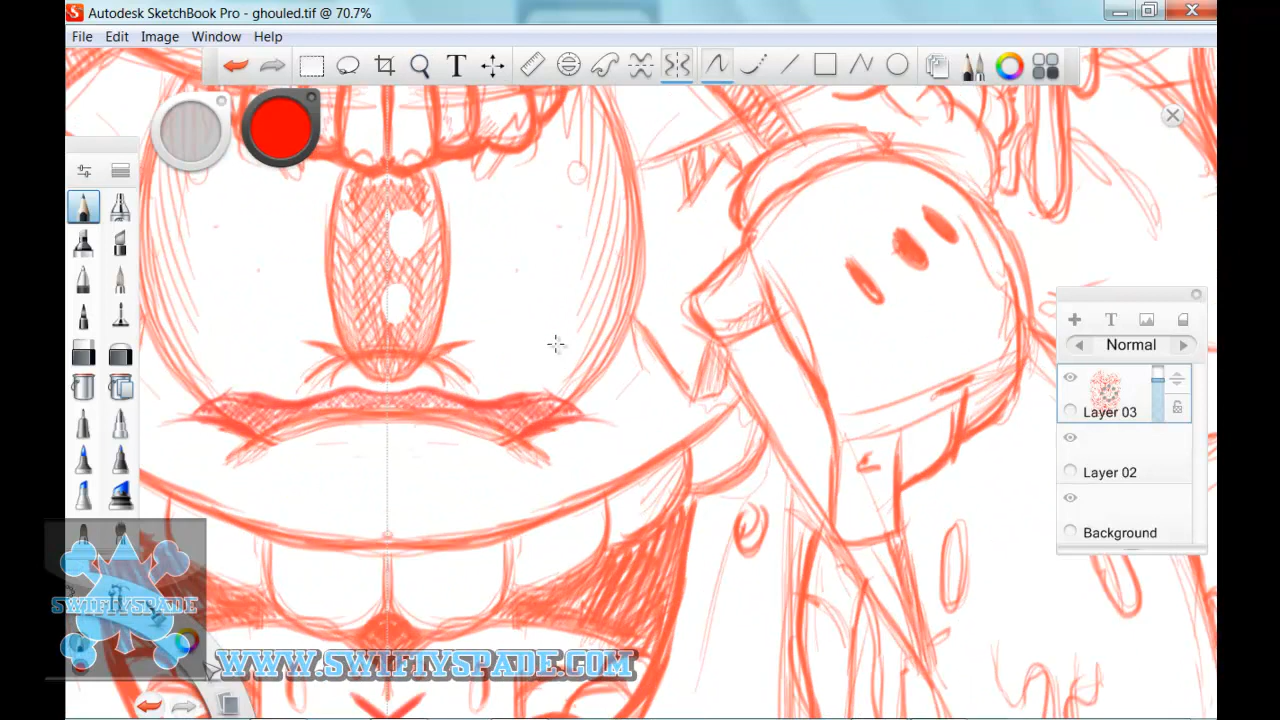 Autodesk SketchBook Pro - ghouled.tif @ 70.7%
File Edit Image Window Help
T
T
Normal
Layer 03
Layer 02
Background
SWIFTYSPADE
WWW.SWIFTYSPADE.COM